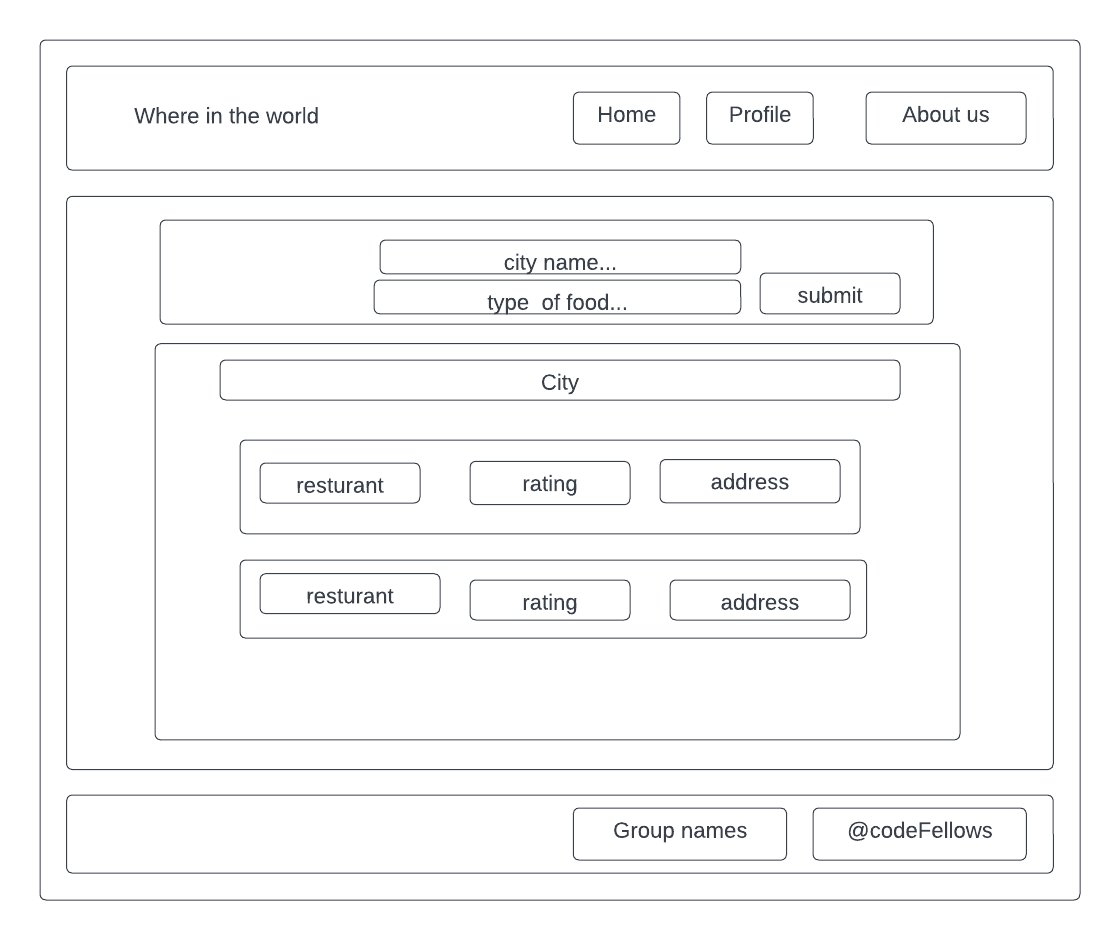 Where in the world
Home
Profile
About us
city name...
type  of food...
submit
City
resturant
rating
address
resturant
rating
address
Group names
@codeFellows